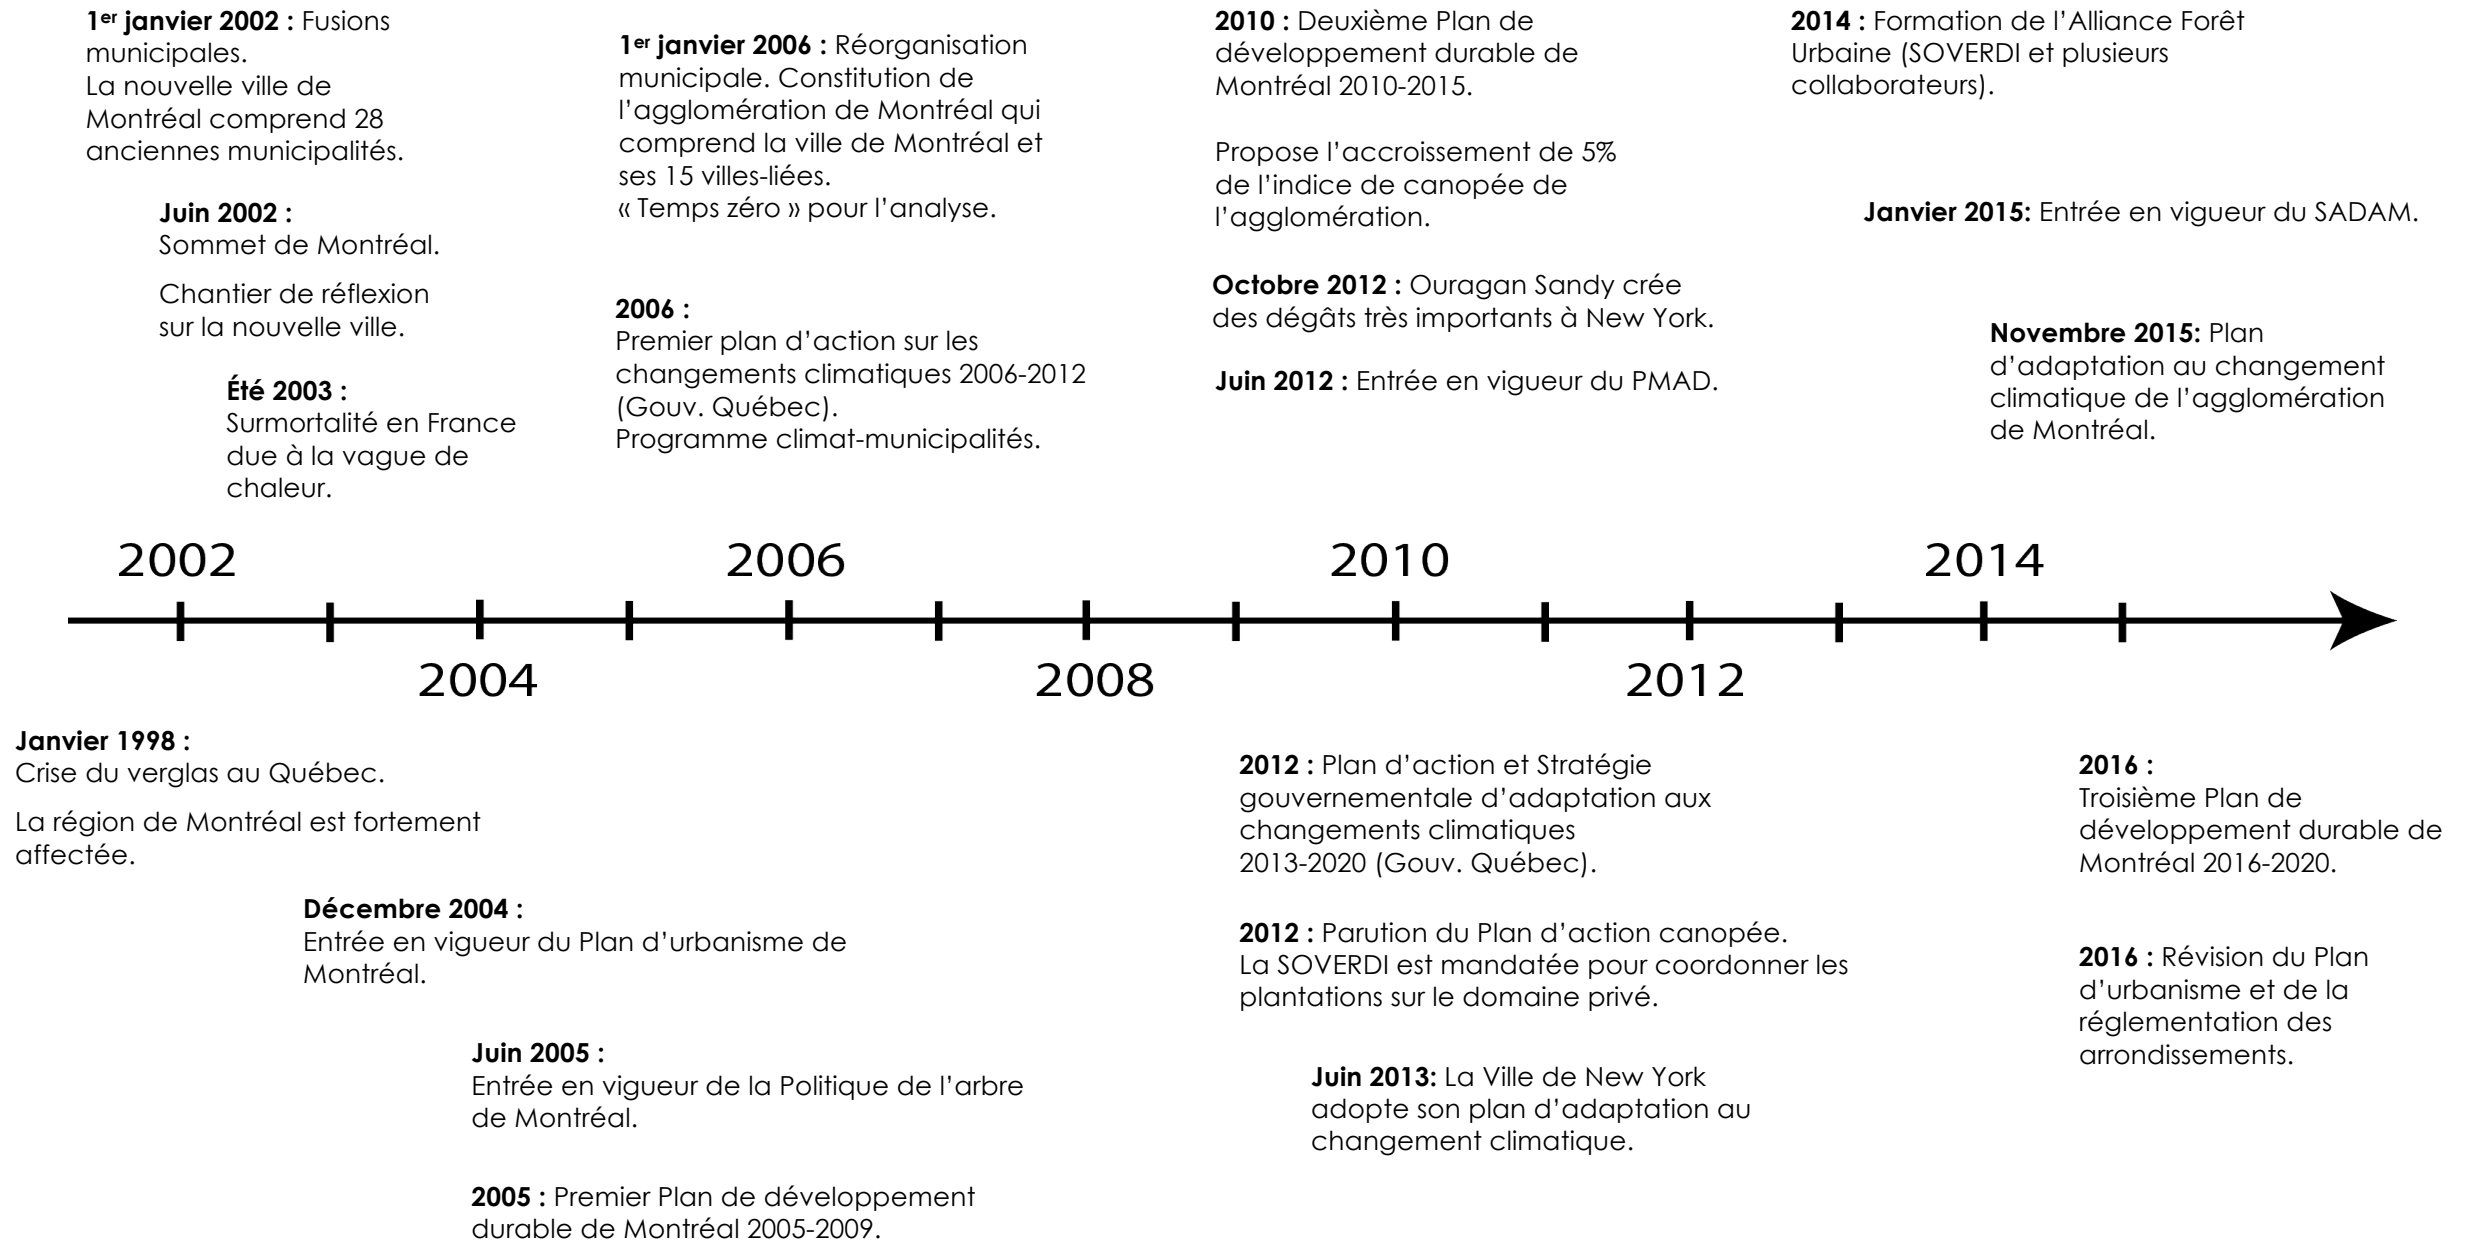 1er janvier 2002 : Fusions
municipales.
La nouvelle ville de
Montréal comprend 28
anciennes municipalités.
Juin 2002 :
Sommet de Montréal.
Chantier de réflexion
sur la nouvelle ville.
Été 2003 :
Surmortalité en France
due à la vague de
chaleur.
1er janvier 2006 : Réorganisation
municipale. Constitution de
l’agglomération de Montréal qui
comprend la ville de Montréal et
ses 15 villes-liées.
« Temps zéro » pour l’analyse.
2006 :
Premier plan d’action sur les
changements climatiques 2006-2012
(Gouv. Québec).
Programme climat-municipalités.
2010 : Deuxième Plan de
développement durable de
Montréal 2010-2015.
Propose l’accroissement de 5%
de l’indice de canopée de
l’agglomération.
Octobre 2012 : Ouragan Sandy crée
des dégâts très importants à New York.
Juin 2012 : Entrée en vigueur du PMAD.
2014 : Formation de l’Alliance Forêt
Urbaine (SOVERDI et plusieurs
collaborateurs).
Janvier 2015: Entrée en vigueur du SADAM.
Novembre 2015: Plan
d’adaptation au changement
climatique de l’agglomération
de Montréal.
2002
2006
2010
2014
2004
2008
2012
Janvier 1998 :
Crise du verglas au Québec.
La région de Montréal est fortement
affectée.
Décembre 2004 :
Entrée en vigueur du Plan d’urbanisme de
Montréal.
Juin 2005 :
Entrée en vigueur de la Politique de l’arbre
de Montréal.
2005 : Premier Plan de développement
durable de Montréal 2005-2009.
2012 : Plan d’action et Stratégie
gouvernementale d’adaptation aux
changements climatiques
2013-2020 (Gouv. Québec).
2012 : Parution du Plan d’action canopée.
La SOVERDI est mandatée pour coordonner les
plantations sur le domaine privé.
Juin 2013: La Ville de New York
adopte son plan d’adaptation au
changement climatique.
2016 :
Troisième Plan de
développement durable de
Montréal 2016-2020.
2016 : Révision du Plan
d’urbanisme et de la
réglementation des
arrondissements.